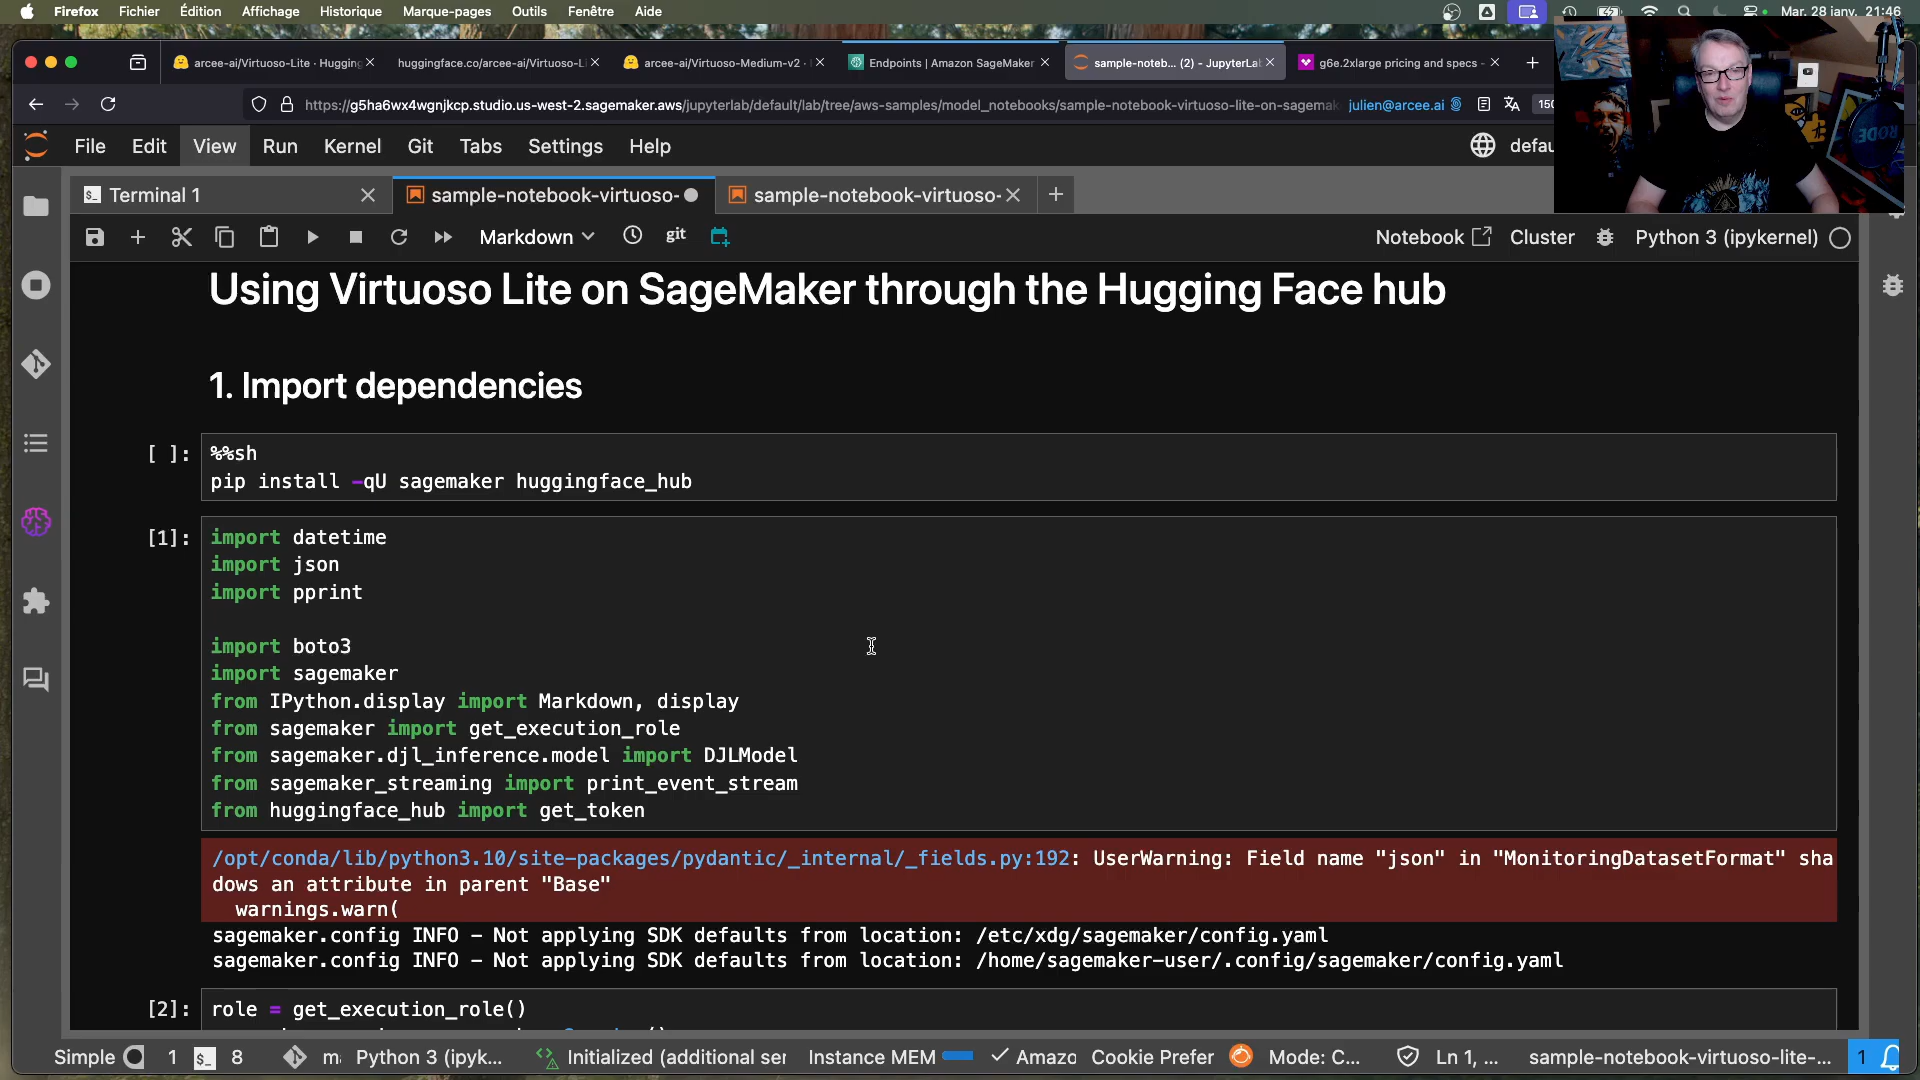 Firefox Fichier Édition Affichage Historique Marque-pages Outils Fenêtre Aide Mar. 28 janv. 21:46
arcee-ai/Virtuoso-Lite · Hugging
huggingface.co/arcee-ai/Virtuoso-L
arcee-ai/Virtuoso-Medium-v2 ·
Endpoints | Amazon SageMaker
sample-noteb... (2) - JupyterLa
g6e.2xlarge pricing and specs -
https://g5ha6wx4wgnjkcp.studio.us-west-2.sagemaker.aws/jupyterlab/default/lab/tree/aws-samples/model_notebooks/sample-notebook-virtuoso-lite-on-sagema julien@arcee.ai 150
File Edit View Run Kernel Git Tabs Settings Help defau
Terminal 1 sample-notebook-virtuoso- sample-notebook-virtuoso-
Markdown git Notebook Cluster Python 3 (ipykernel)
Using Virtuoso Lite on SageMaker through the Hugging Face hub
1. Import dependencies
[ ]: %%sh
pip install -qU sagemaker huggingface_hub
[1]: import datetime
import json
import pprint
import boto3
import sagemaker
from IPython.display import Markdown, display
from sagemaker import get_execution_role
from sagemaker.djl_inference.model import DJLModel
from sagemaker_streaming import print_event_stream
from huggingface_hub import get_token
/opt/conda/lib/python3.10/site-packages/pydantic/_internal/_fields.py:192: UserWarning: Field name "json" in "MonitoringDatasetFormat" sha
dows an attribute in parent "Base"
warnings.warn(
sagemaker.config INFO - Not applying SDK defaults from location: /etc/xdg/sagemaker/config.yaml
sagemaker.config INFO - Not applying SDK defaults from location: /home/sagemaker-user/.config/sagemaker/config.yaml
[2]: role = get_execution_role()
Simple 1 8 Python 3 (ipyk... Initialized (additional ser Instance MEM Amazo Cookie Prefer Mode: C... Ln 1, ... sample-notebook-virtuoso-lite-... 1